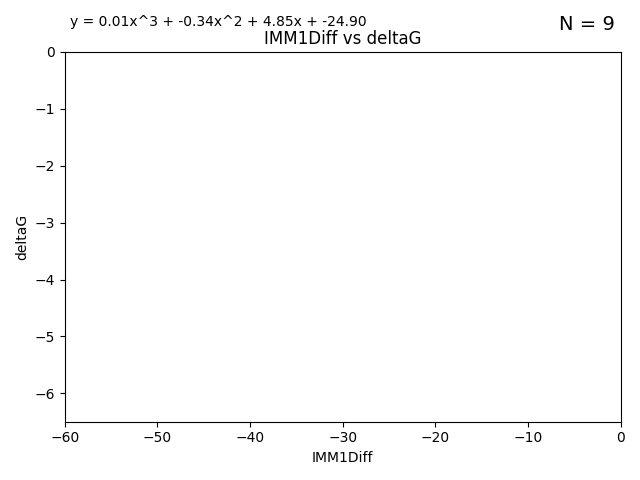 y = 0.01x^3 + -0.34x^2 + 4.85x + -24.90
N = 9
IMM1Diff vs deltaG
0
−1
−2
−3
−4
−5
−6
deltaG
−60 −50 −40 −30 −20 −10 0
IMM1Diff